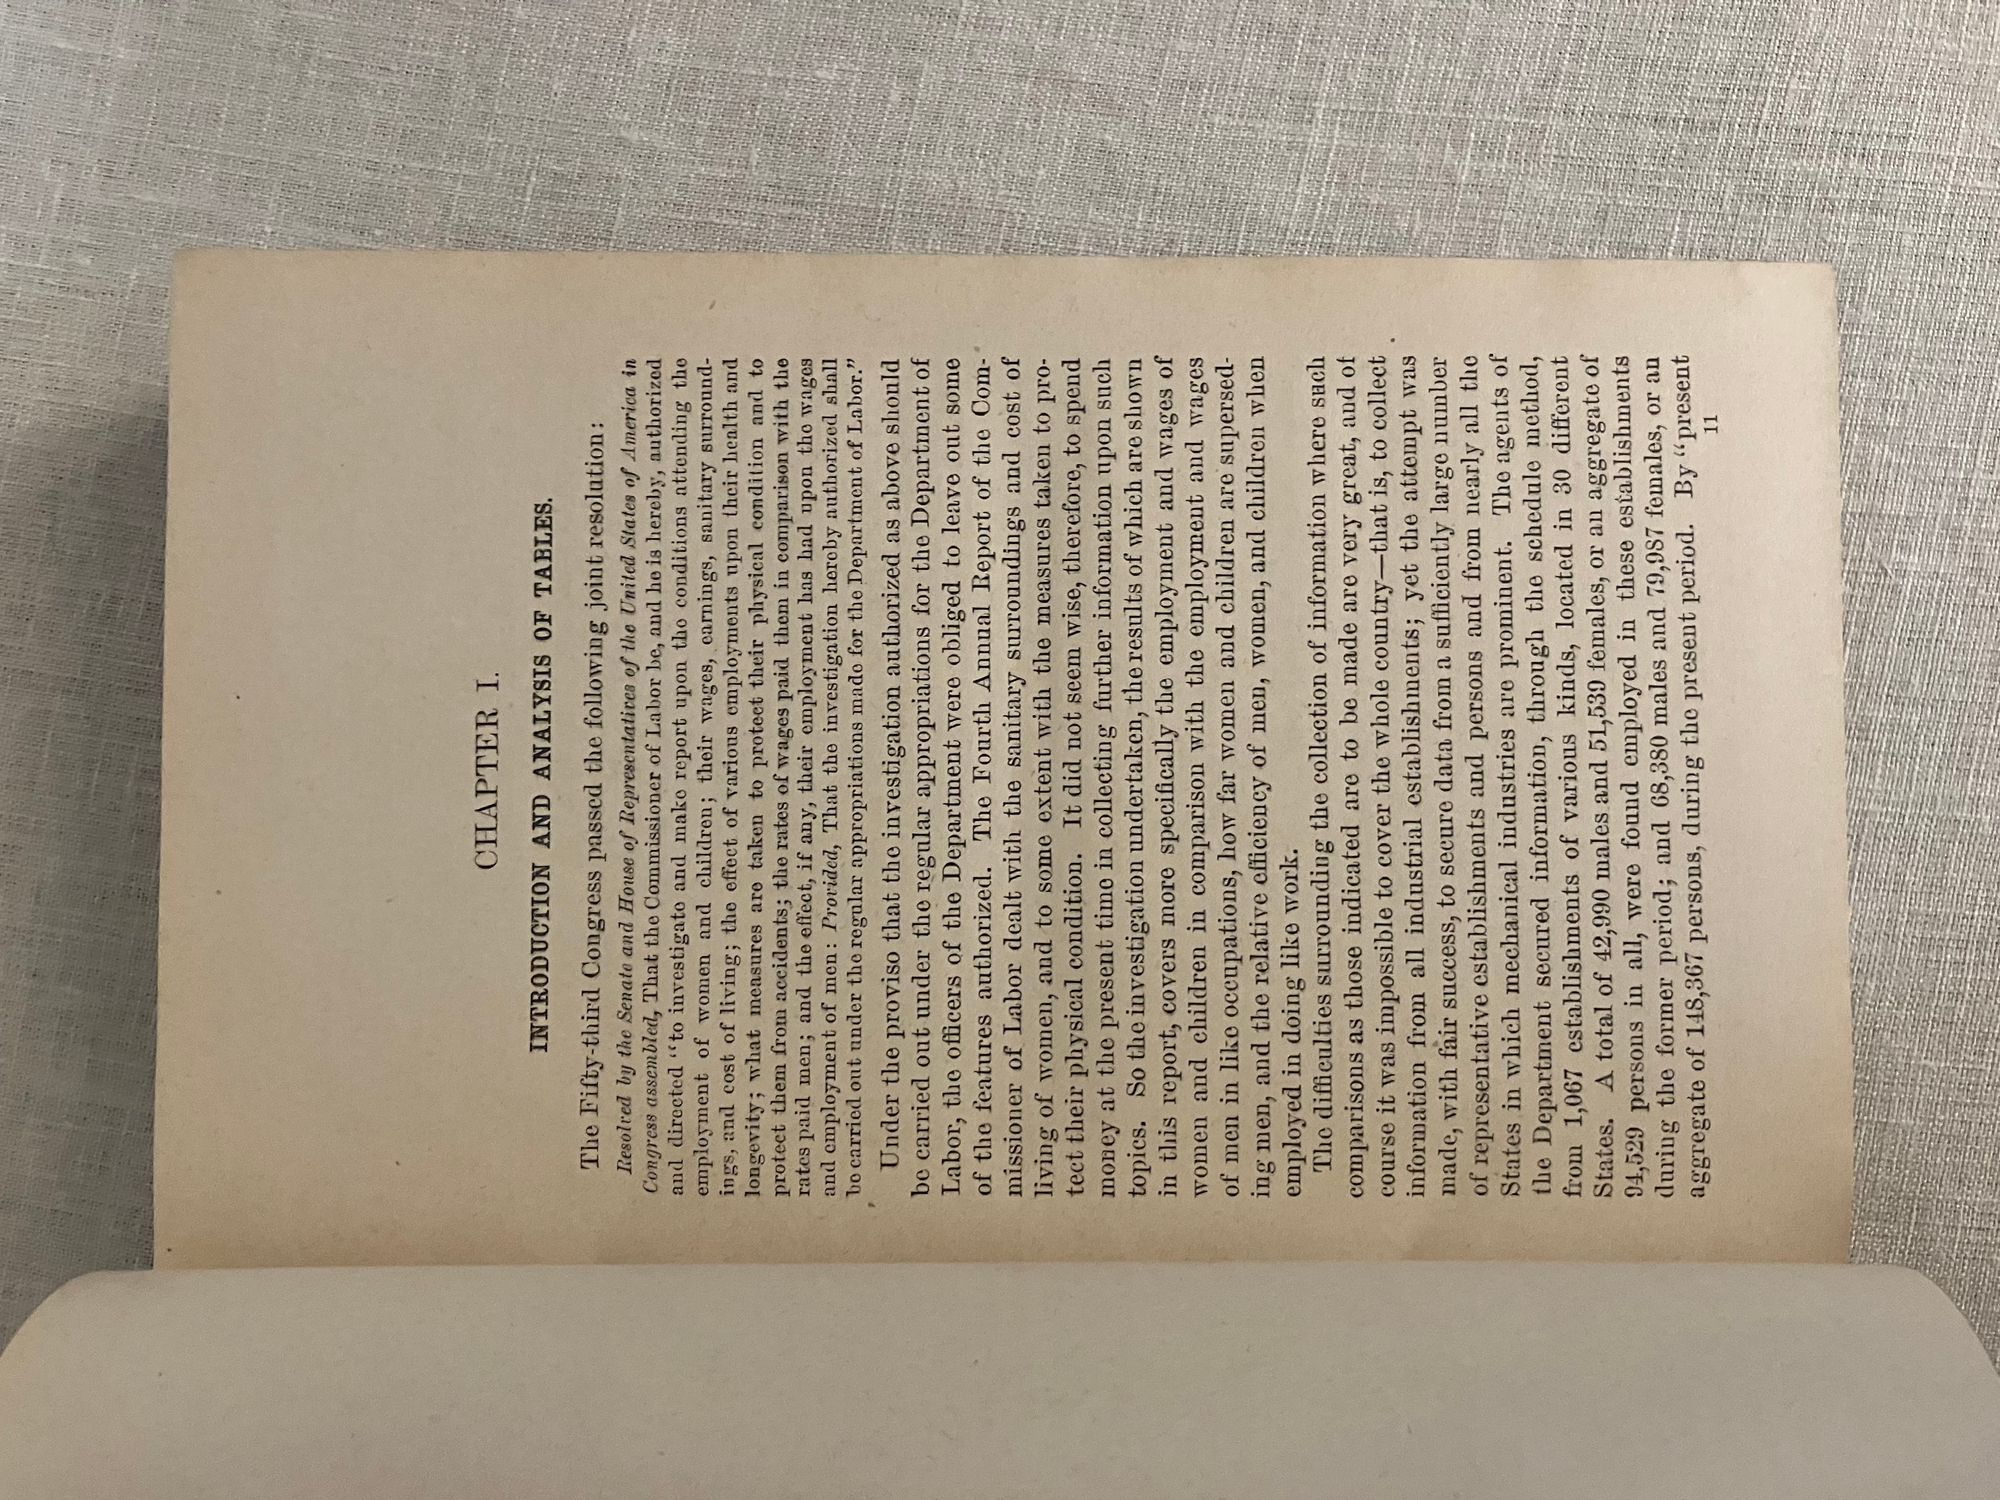 CHAPTER I.
INTRODUCTION AND ANALYSIS OF TABLES.
The Fifty-third Congress passed the following joint resolution:
Resolved by the Senate and House of Representatives of the United States of America in
Congress assembled, That the Commissioner of Labor be, and he is hereby, authorized
and directed “to investigate and make report upon the conditions attending the
employment of women and children; their wages, earnings, sanitary surround-
ings, and cost of living; the effect of various employments upon their health and
longevity; what measures are taken to protect their physical condition and to
protect them from accidents; the rates of wages paid them in comparison with the
rates paid men; and the effect, if any, their employment has had upon the wages
and employment of men: Provided, That the investigation hereby authorized shall
be carried out under the regular appropriations made for the Department of Labor.”
Under the proviso that the investigation authorized as above should
be carried out under the regular appropriations for the Department of
Labor, the officers of the Department were obliged to leave out some
of the features authorized. The Fourth Annual Report of the Com-
missioner of Labor dealt with the sanitary surroundings and cost of
living of women, and to some extent with the measures taken to pro-
tect their physical condition. It did not seem wise, therefore, to spend
money at the present time in collecting further information upon such
topics. So the investigation undertaken, the results of which are shown
in this report, covers more specifically the employment and wages of
women and children in comparison with the employment and wages
of men in like occupations, how far women and children are supersed-
ing men, and the relative efficiency of men, women, and children when
employed in doing like work.
The difficulties surrounding the collection of information where such
comparisons as those indicated are to be made are very great, and of
course it was impossible to cover the whole country—that is, to collect
information from all industrial establishments; yet the attempt was
made, with fair success, to secure data from a sufficiently large number
of representative establishments and persons and from nearly all the
States in which mechanical industries are prominent. The agents of
the Department secured information, through the schedule method,
from 1,067 establishments of various kinds, located in 30 different
States. A total of 42,990 males and 51,539 females, or an aggregate of
94,529 persons in all, were found employed in these establishments
during the former period; and 68,380 males and 79,987 females, or an
aggregate of 148,367 persons, during the present period. By “present
11